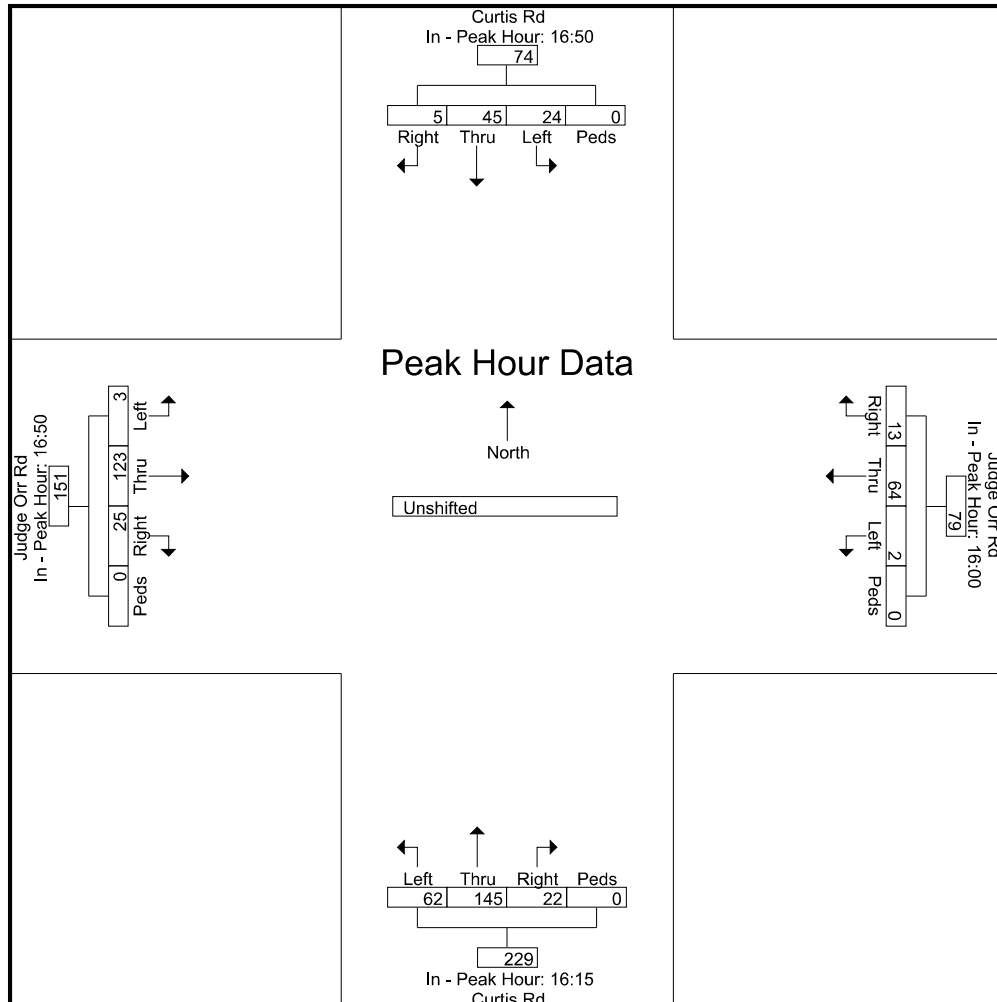 Curtis Rd
In - Peak Hour: 16:50
74
5 45 24 0
Right Thru Left Peds
Peak Hour Data
North
Unshifted
Judge Orr Rd
In - Peak Hour: 16:50
151
3 123 25 0
Left Thru Right Peds
Judge Orr Rd
In - Peak Hour: 16:00
79
13 64 2 0
Right Thru Left Peds
Left Thru Right Peds
62 145 22 0
229
In - Peak Hour: 16:15
Curtis Rd